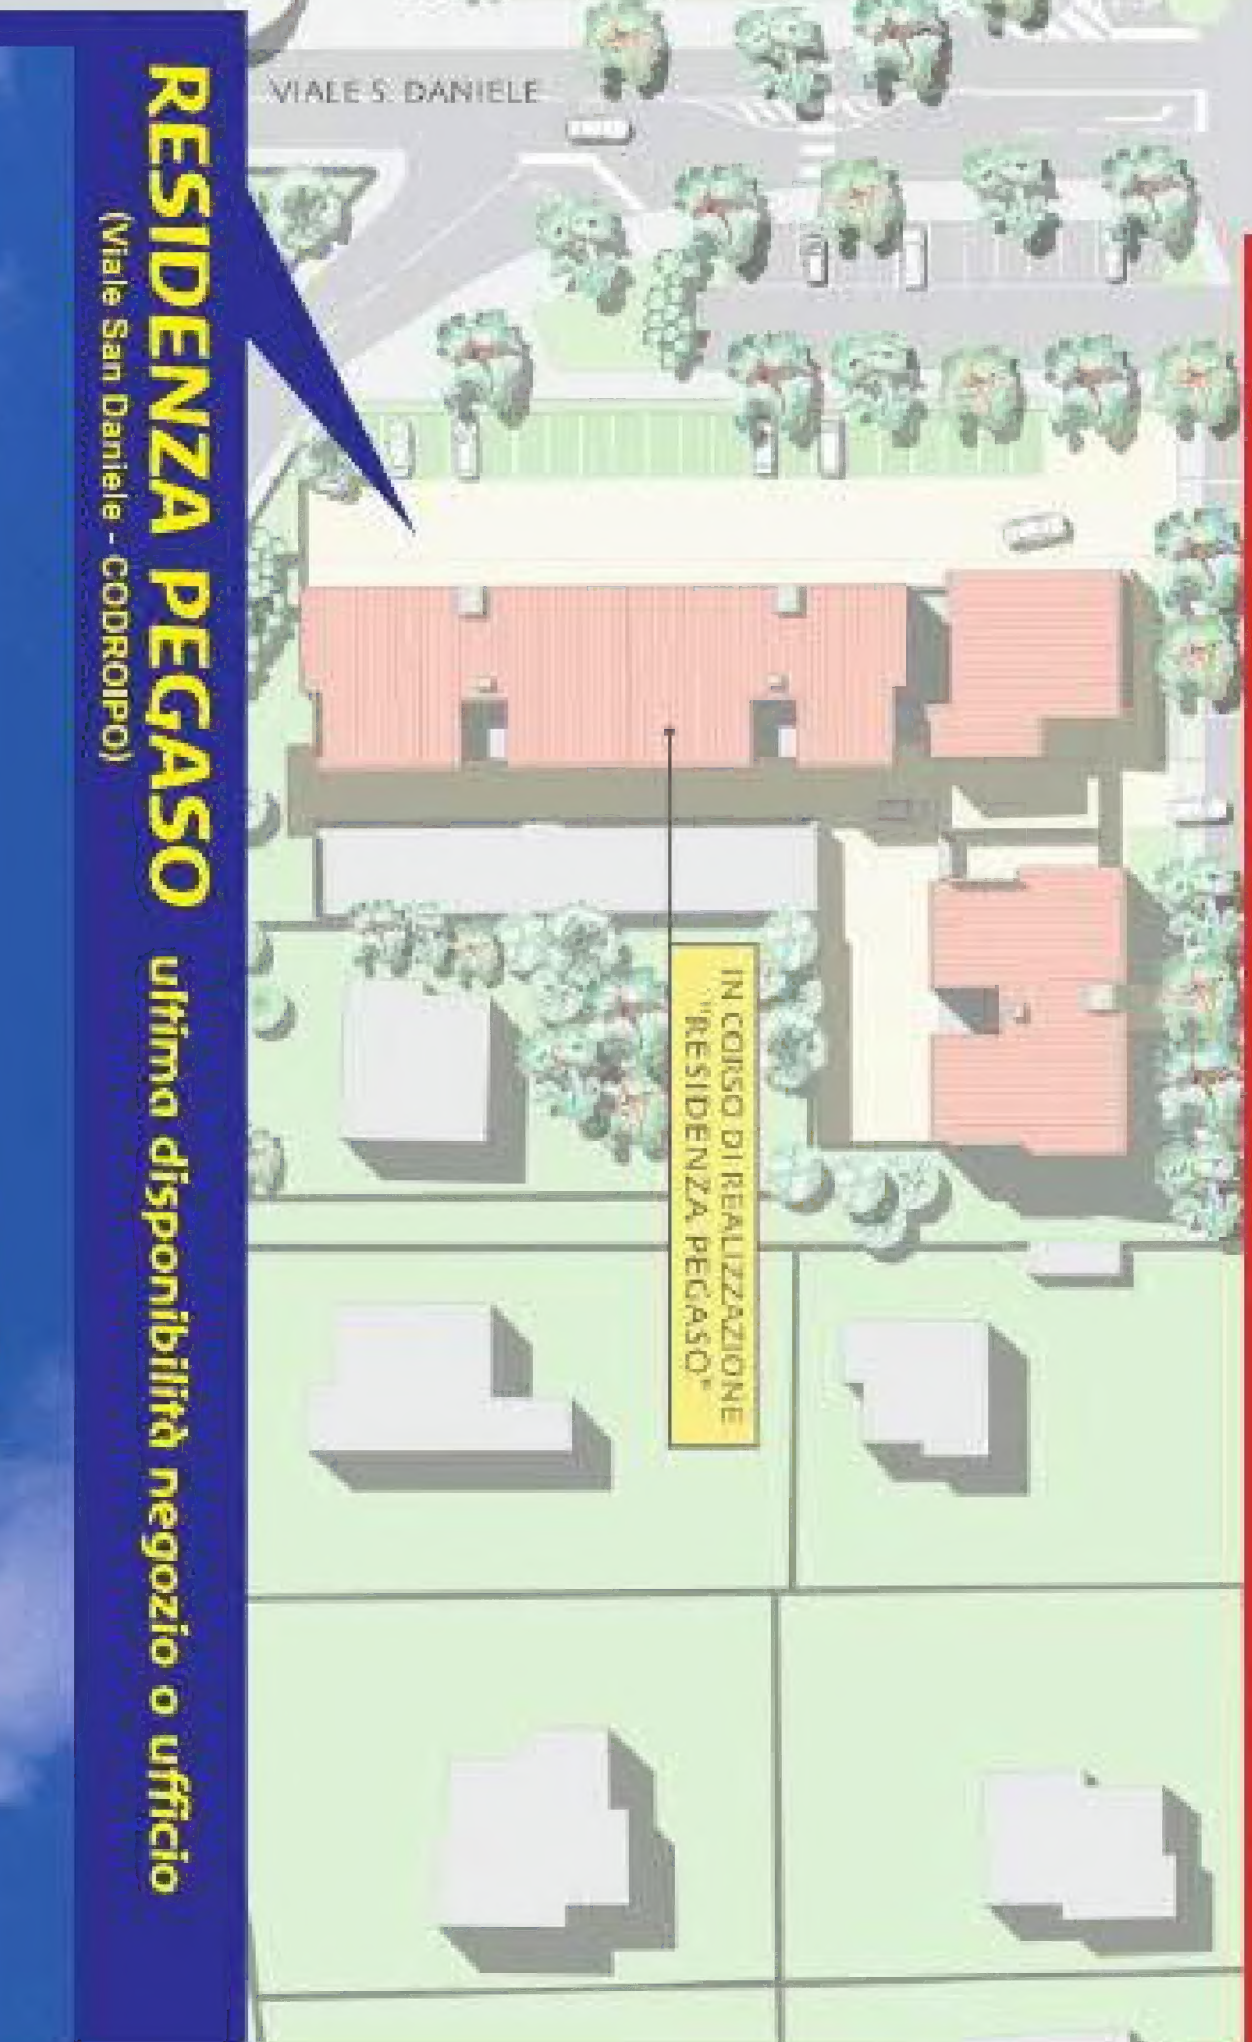 VIALE S. DANIELE
IN CORSO DI REALIZZAZIONE
"RESIDENZA PEGASO"
RESIDENZA PEGASO ultima disponibilità negozio o ufficio
(Viale San Daniele - CODROIPO)